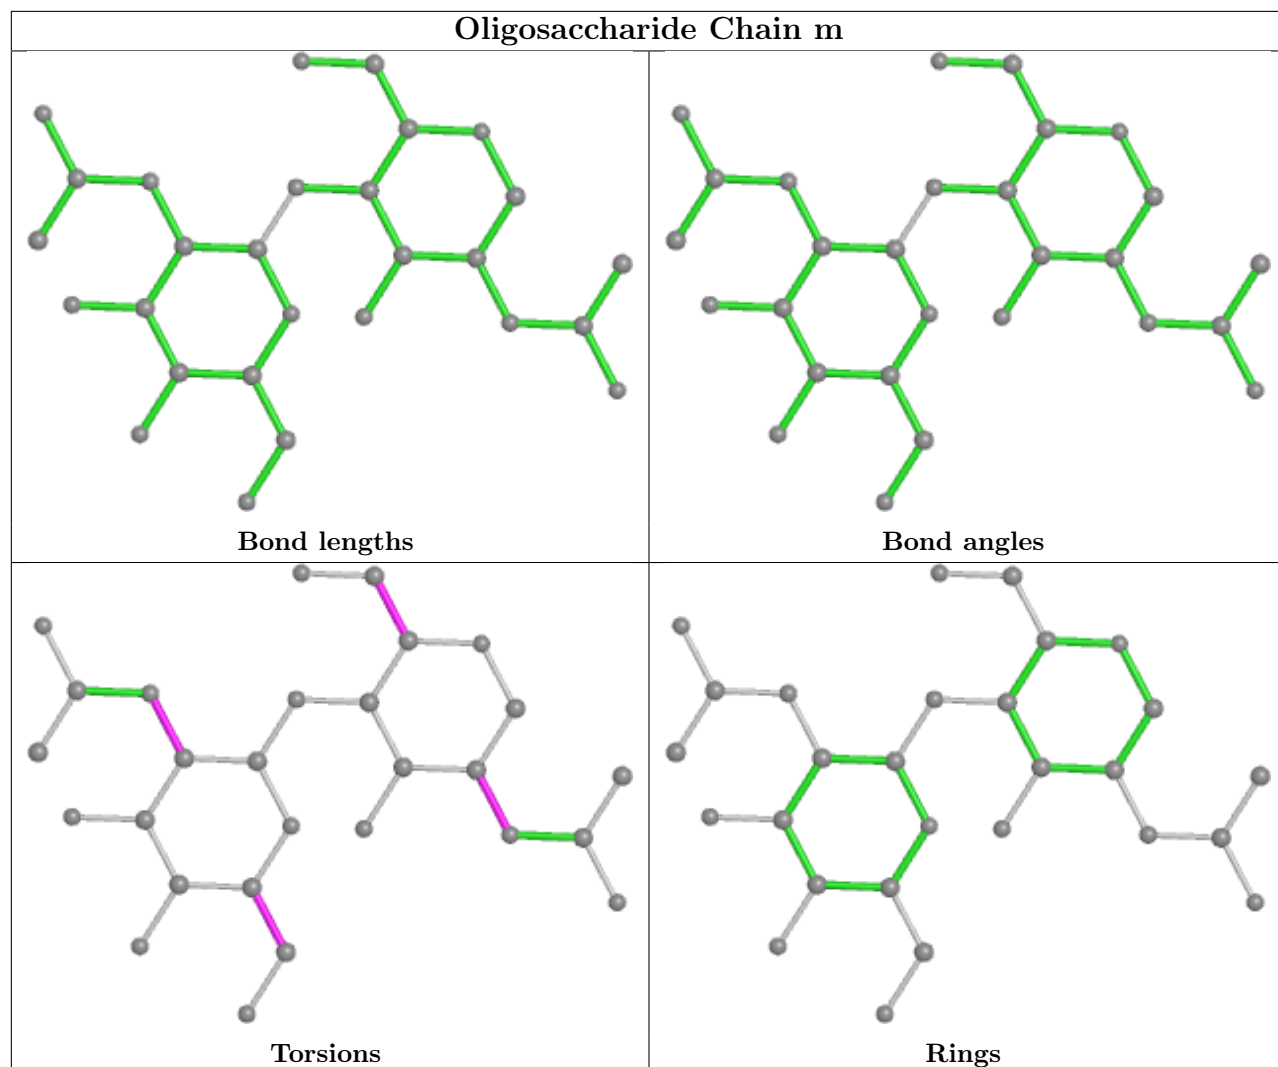 Oligosaccharide Chain m
Bond lengths
Bond angles
Torsions
Rings